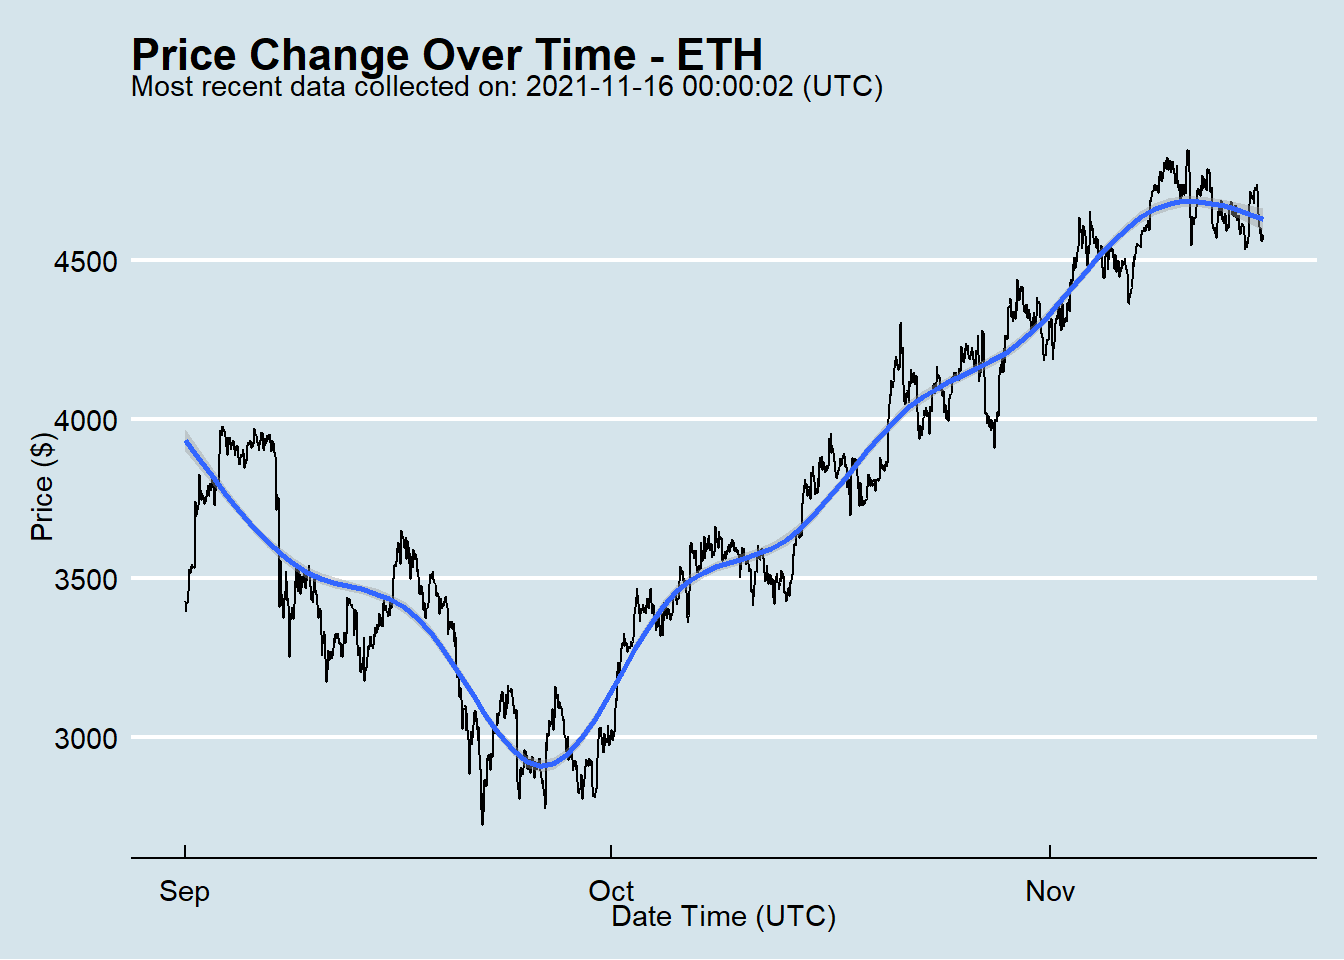 Price Change Over Time - ETH
Most recent data collected on: 2021-11-16 00:00:02 (UTC)
Price ($)
4500
4000
3500
3000
Sep Oct Nov
Date Time (UTC)